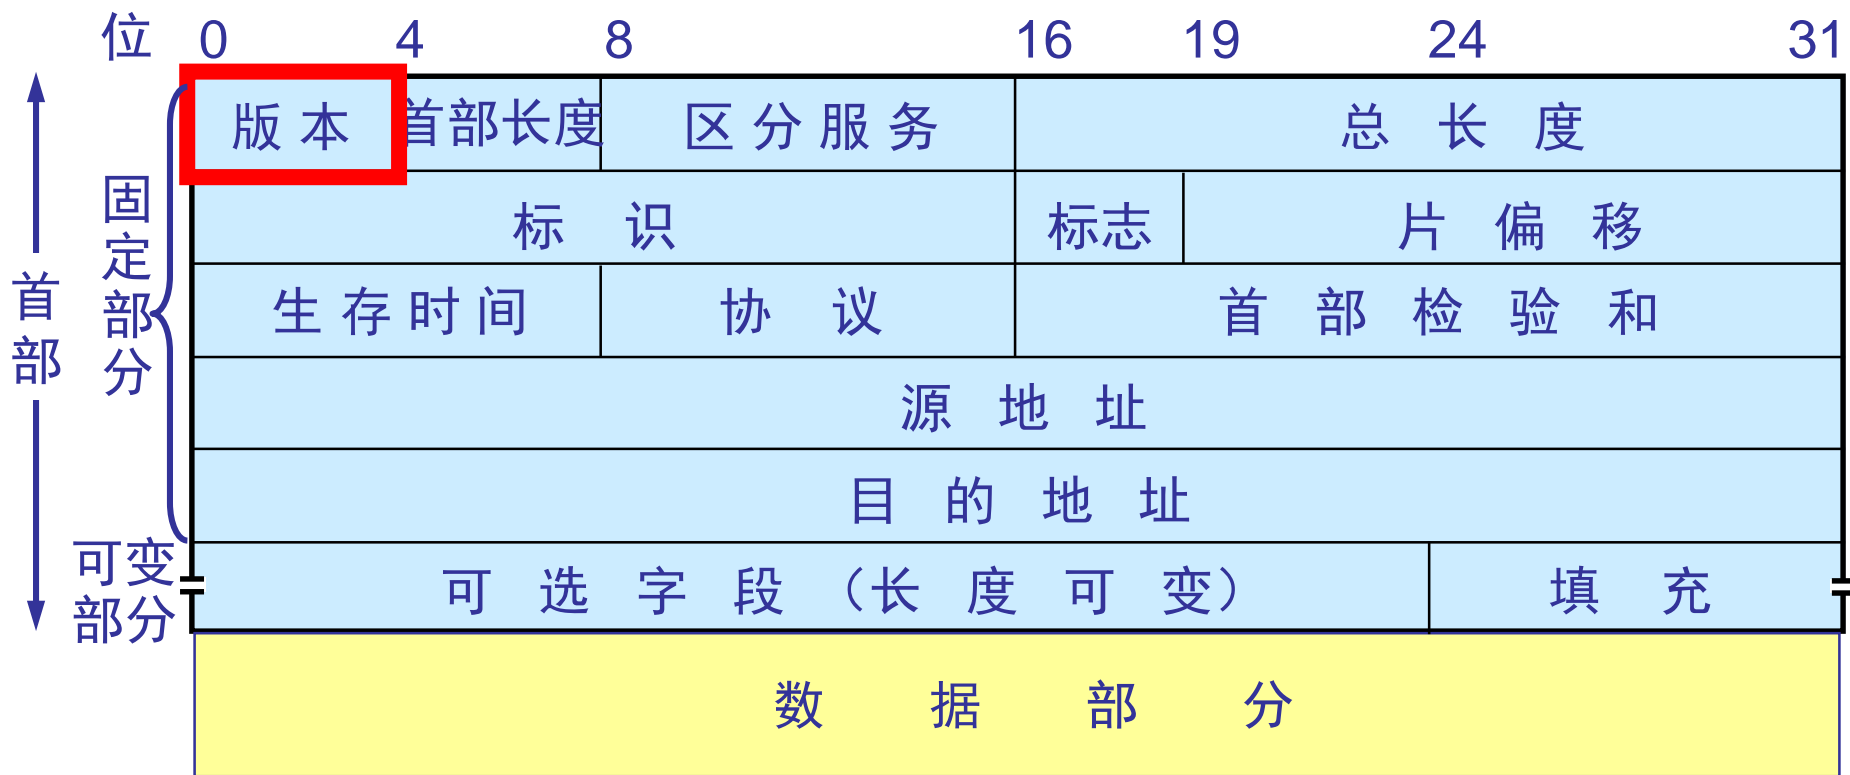 位 0 4 8 16 19 24 31
版本 首部长度 区分服务 总长度
标识 标志 片偏移
生存时间 协议 首部检验和
源地址
目的地址
可选字段（长度可变） 填充
数据部分
首部
固定部分
可变
部分